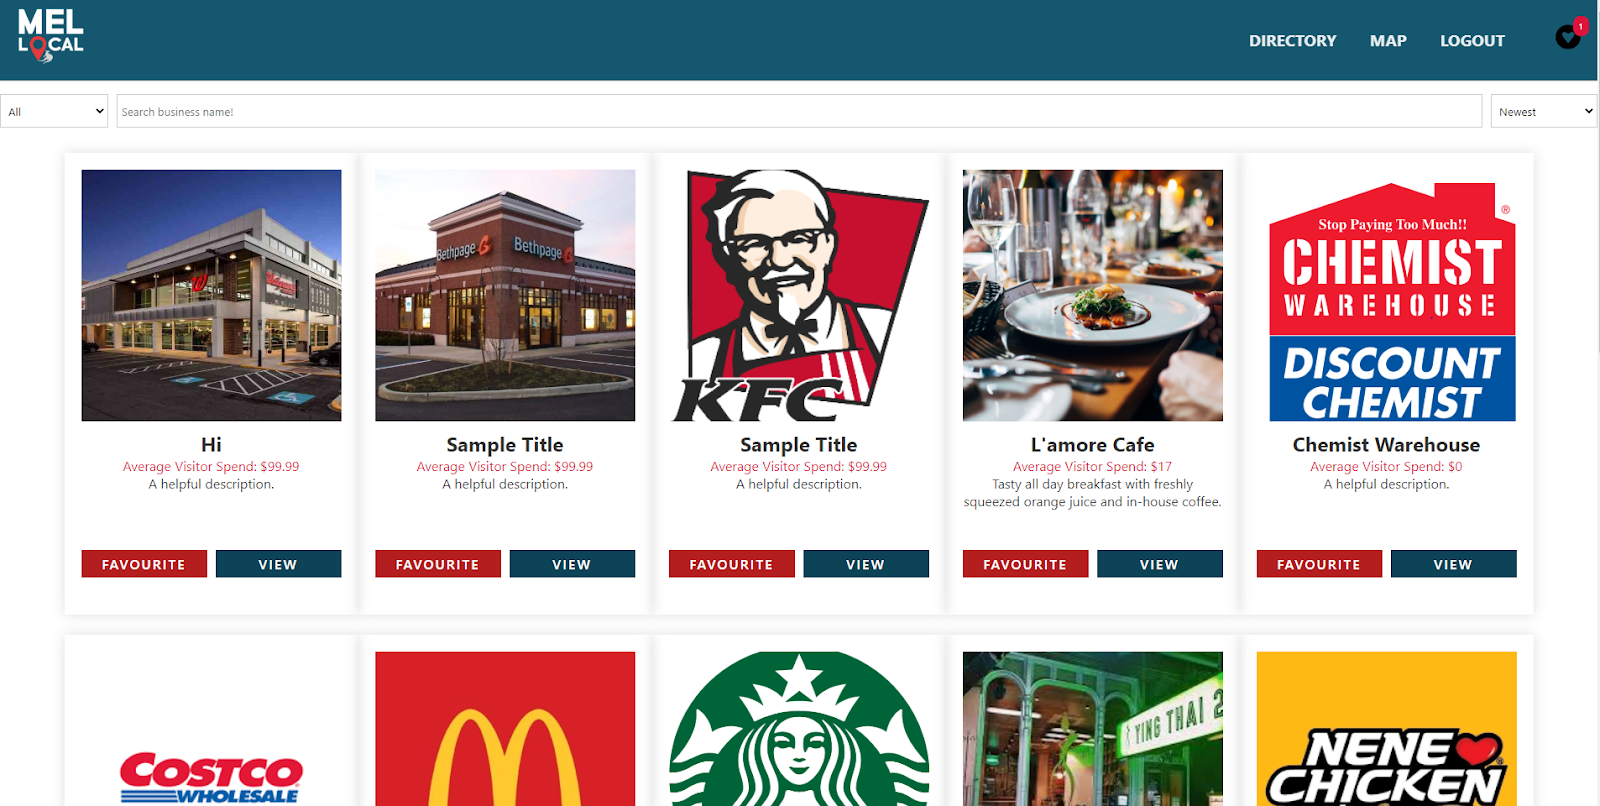 MEL
LOCAL
DIRECTORY
MAP
LOGOUT
1
All
Search business name!
Newest
Bethpage
Bethpage
KFC
Stop Paying Too Much!!
®
CHEMIST
WAREHOUSE
DISCOUNT
CHEMIST
Hi
Average Visitor Spend: $99.99
A helpful description.
FAVOURITE
VIEW
Sample Title
Average Visitor Spend: $99.99
A helpful description.
FAVOURITE
VIEW
Sample Title
Average Visitor Spend: $99.99
A helpful description.
FAVOURITE
VIEW
L'amore Cafe
Average Visitor Spend: $17
Tasty all day breakfast with freshly
squeezed orange juice and in-house coffee.
FAVOURITE
VIEW
Chemist Warehouse
Average Visitor Spend: $0
A helpful description.
FAVOURITE
VIEW
COSTCO
WHOLESALE
YING THAI 2
NENE
CHICKEN